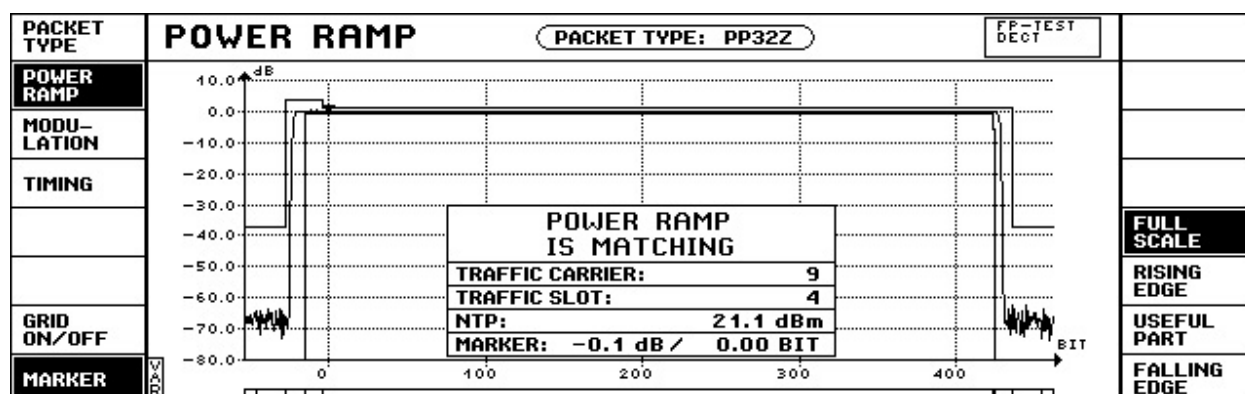 PACKET
TYPE
POWER RAMP
PACKET TYPE: PP32Z
FP-TEST
DECT
POWER
RAMP
MODU-
LATION
TIMING
GRID
ON/OFF
MARKER
dB
10.0
0.0
-10.0
-20.0
-30.0
-40.0
-50.0
-60.0
-70.0
-80.0
POWER RAMP
IS MATCHING
TRAFFIC CARRIER: 9
TRAFFIC SLOT: 4
NTP: 21.1 dBm
MARKER: -0.1 dB / 0.00 BIT
BIT
0 100 200 300 400
FULL
SCALE
RISING
EDGE
USEFUL
PART
FALLING
EDGE